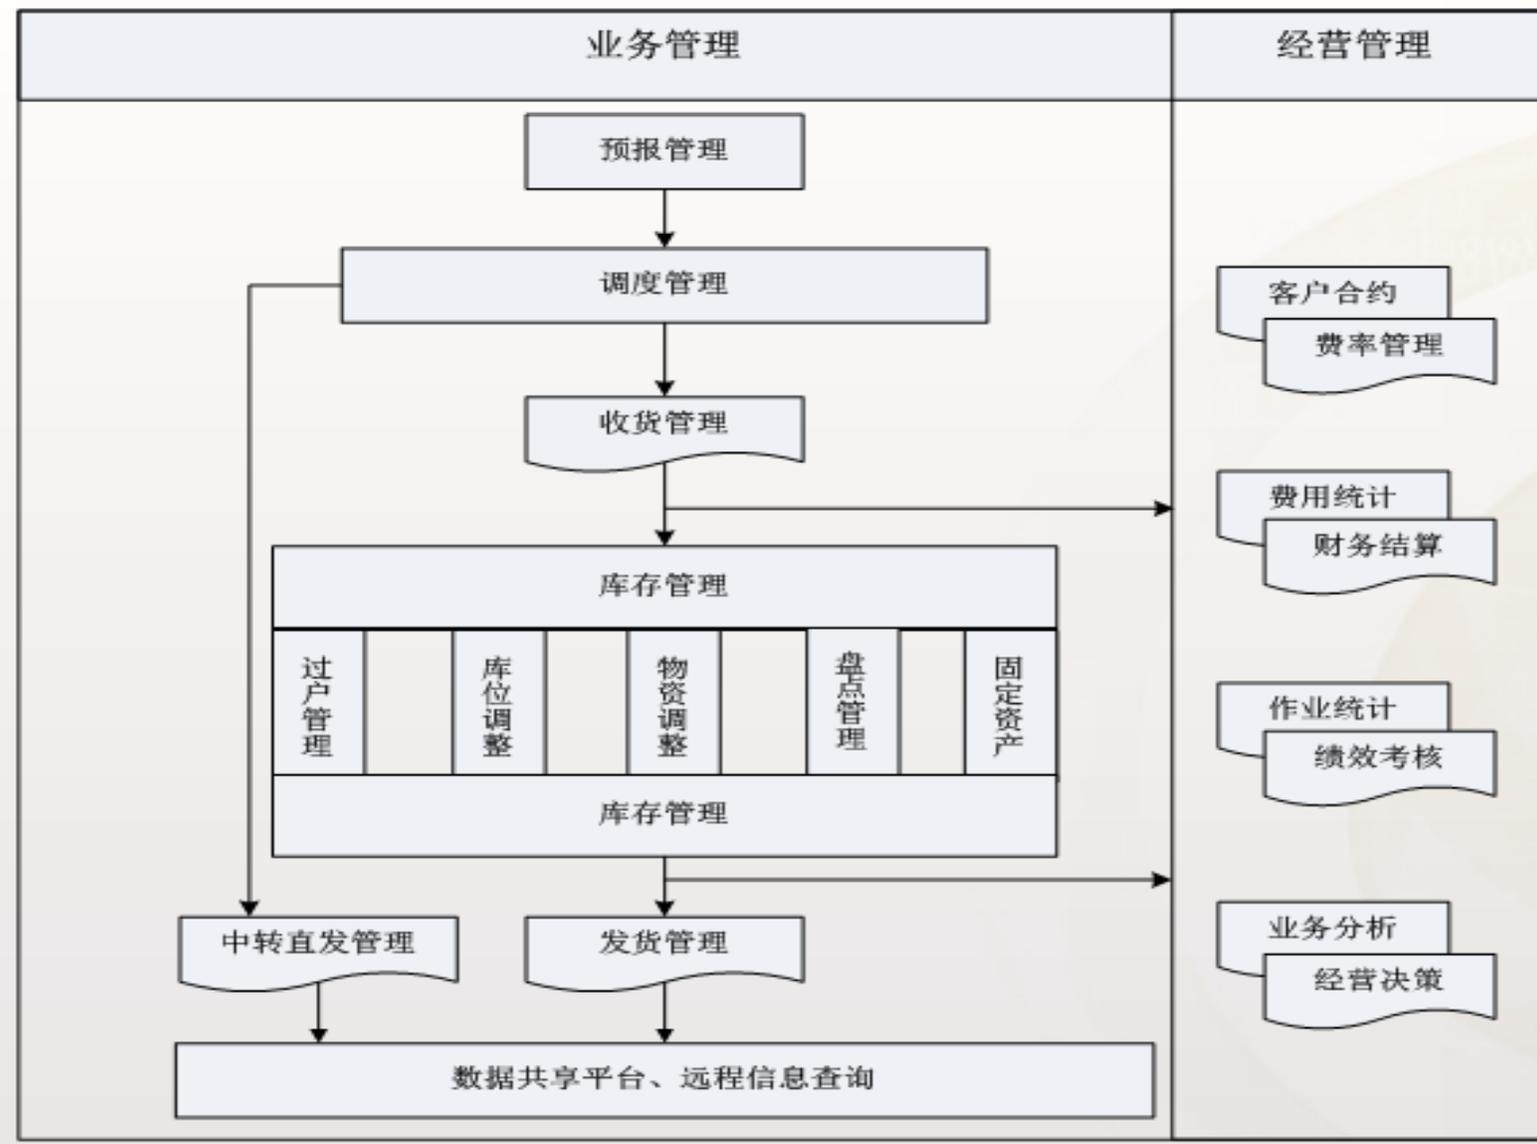 业务管理
经营管理
预报管理
调度管理
收货管理
库存管理
过户管理
库位调整
物资调整
盘点管理
固定资产
库存管理
中转直发管理
发货管理
数据共享平台、远程信息查询
客户合约
费率管理
费用统计
财务结算
作业统计
绩效考核
业务分析
经营决策